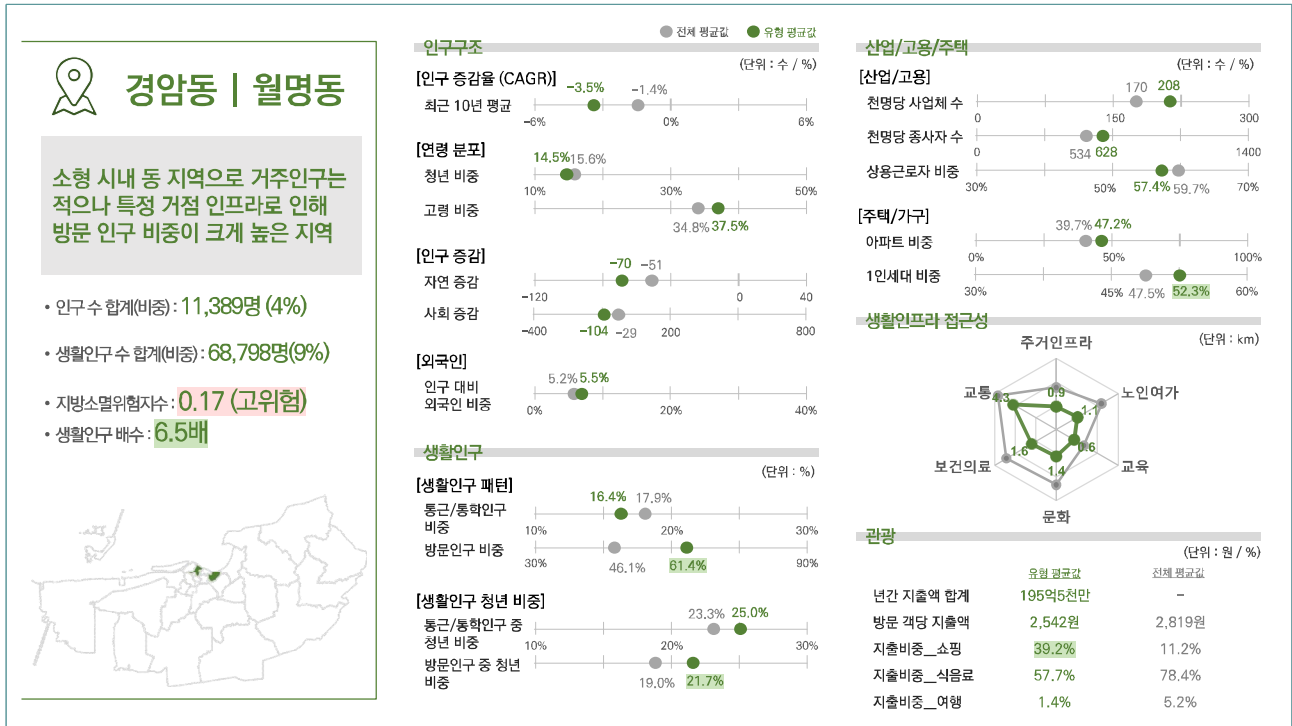 경암동 | 월명동
소형 시내 동 지역으로 거주인구는
적으나 특정 거점 인프라로 인해
방문 인구 비중이 크게 높은 지역
• 인구 수 합계(비중) : 11,389명 (4%)
• 생활인구 수 합계(비중) : 68,798명(9%)
• 지방소멸위험지수 : 0.17 (고위험)
• 생활인구 배수 : 6.5배
전체 평균값 유형 평균값
인구구조
(단위 : 수 / %)
[인구 증감율 (CAGR)]
-3.5% -1.4%
최근 10년 평균
-6% 0% 6%
[연령 분포]
14.5% 15.6%
청년 비중
10% 30% 50%
고령 비중
34.8% 37.5%
[인구 증감]
-70 -51
자연 증감
-120 0 40
사회 증감
-400 -104 -29 200 800
[외국인]
5.2% 5.5%
인구 대비
외국인 비중
0% 20% 40%
생활인구
(단위 : %)
[생활인구 패턴]
16.4% 17.9%
통근/통학인구
비중
10% 20% 30%
방문인구 비중
30% 46.1% 61.4% 90%
[생활인구 청년 비중]
23.3% 25.0%
통근/통학인구 중
청년 비중
10% 20% 30%
방문인구 중 청년
비중
19.0% 21.7%
산업/고용/주택
(단위 : 수 / %)
[산업/고용]
170 208
천명당 사업체 수
0 160 300
천명당 종사자 수
0 534 628 1400
상용근로자 비중
30% 50% 57.4% 59.7% 70%
[주택/가구]
39.7% 47.2%
아파트 비중
0% 50% 100%
1인세대 비중
30% 45% 47.5% 52.3% 60%
생활인프라 접근성
(단위 : km)
주거인프라
교통 4.3 0.9 노인여가
1.1
0.6
1.6
보건의료 1.4 교육
문화
관광
(단위 : 원 / %)
유형 평균값 전체 평균값
년간 지출액 합계 195억5천만 –
방문 객당 지출액 2,542원 2,819원
지출비중__쇼핑 39.2% 11.2%
지출비중__식음료 57.7% 78.4%
지출비중__여행 1.4% 5.2%